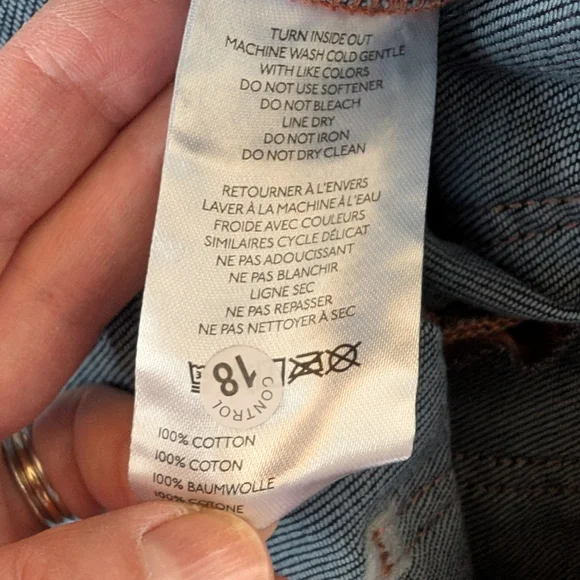 TURN INSIDE OUT
MACHINE WASH COLD GENTLE
WITH LIKE COLORS
DO NOT USE SOFTENER
DO NOT BLEACH
LINE DRY
DO NOT IRON
DO NOT DRY CLEAN
RETOURNER À L'ENVERS
LAVER À LA MACHINE À L'EAU
FROIDE AVEC COULEURS
SIMILAIRES CYCLE DÉLICAT
NE PAS ADOUCISSANT
NE PAS BLANCHIR
LIGNE SEC
NE PAS REPASSER
NE PAS NETTOYER À SEC
18
CONTROL
100% COTTON
100% COTON
100% BAUMWOLLE
100% COTONE